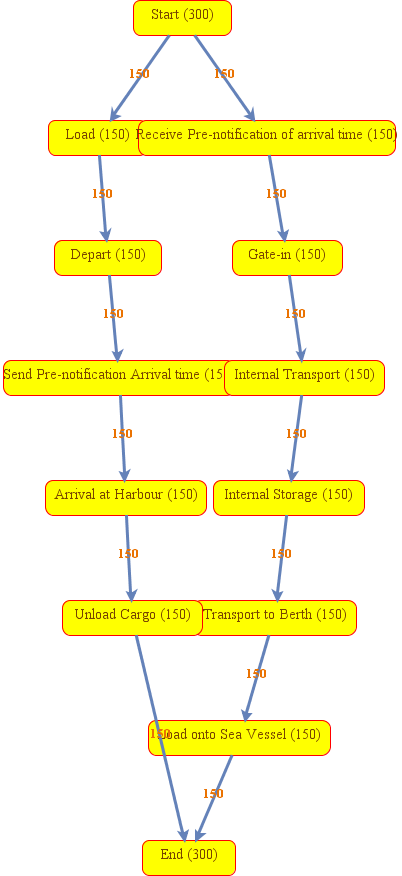 Start (300)
150 150
Load (150) Receive Pre-notification of arrival time (150)
150 150
Depart (150) Gate-in (150)
150 150
Send Pre-notification Arrival time (15 Internal Transport (150)
150 150
Arrival at Harbour (150) Internal Storage (150)
150 150
Unload Cargo (150) Transport to Berth (150)
150
150 Load onto Sea Vessel (150)
150
End (300)